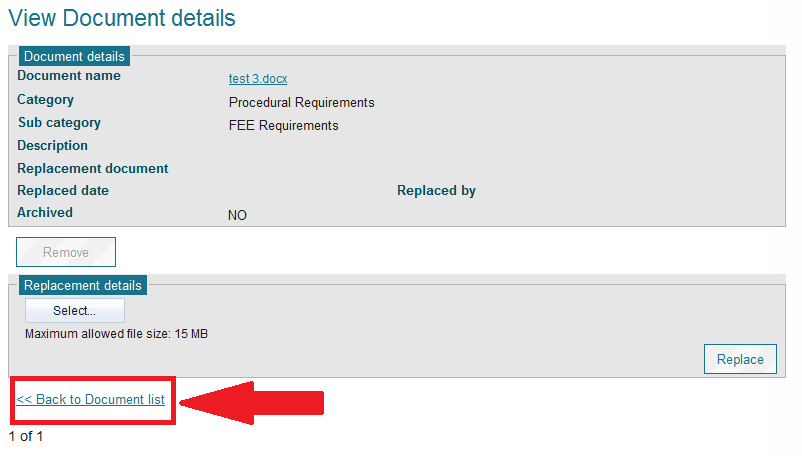 View Document details
Document details
Document name test 3.docx
Category Procedural Requirements
Sub category FEE Requirements
Description
Replacement document
Replaced date Replaced by
Archived NO
Remove
Replacement details
Select...
Maximum allowed file size: 15 MB
Replace
<< Back to Document list
1 of 1